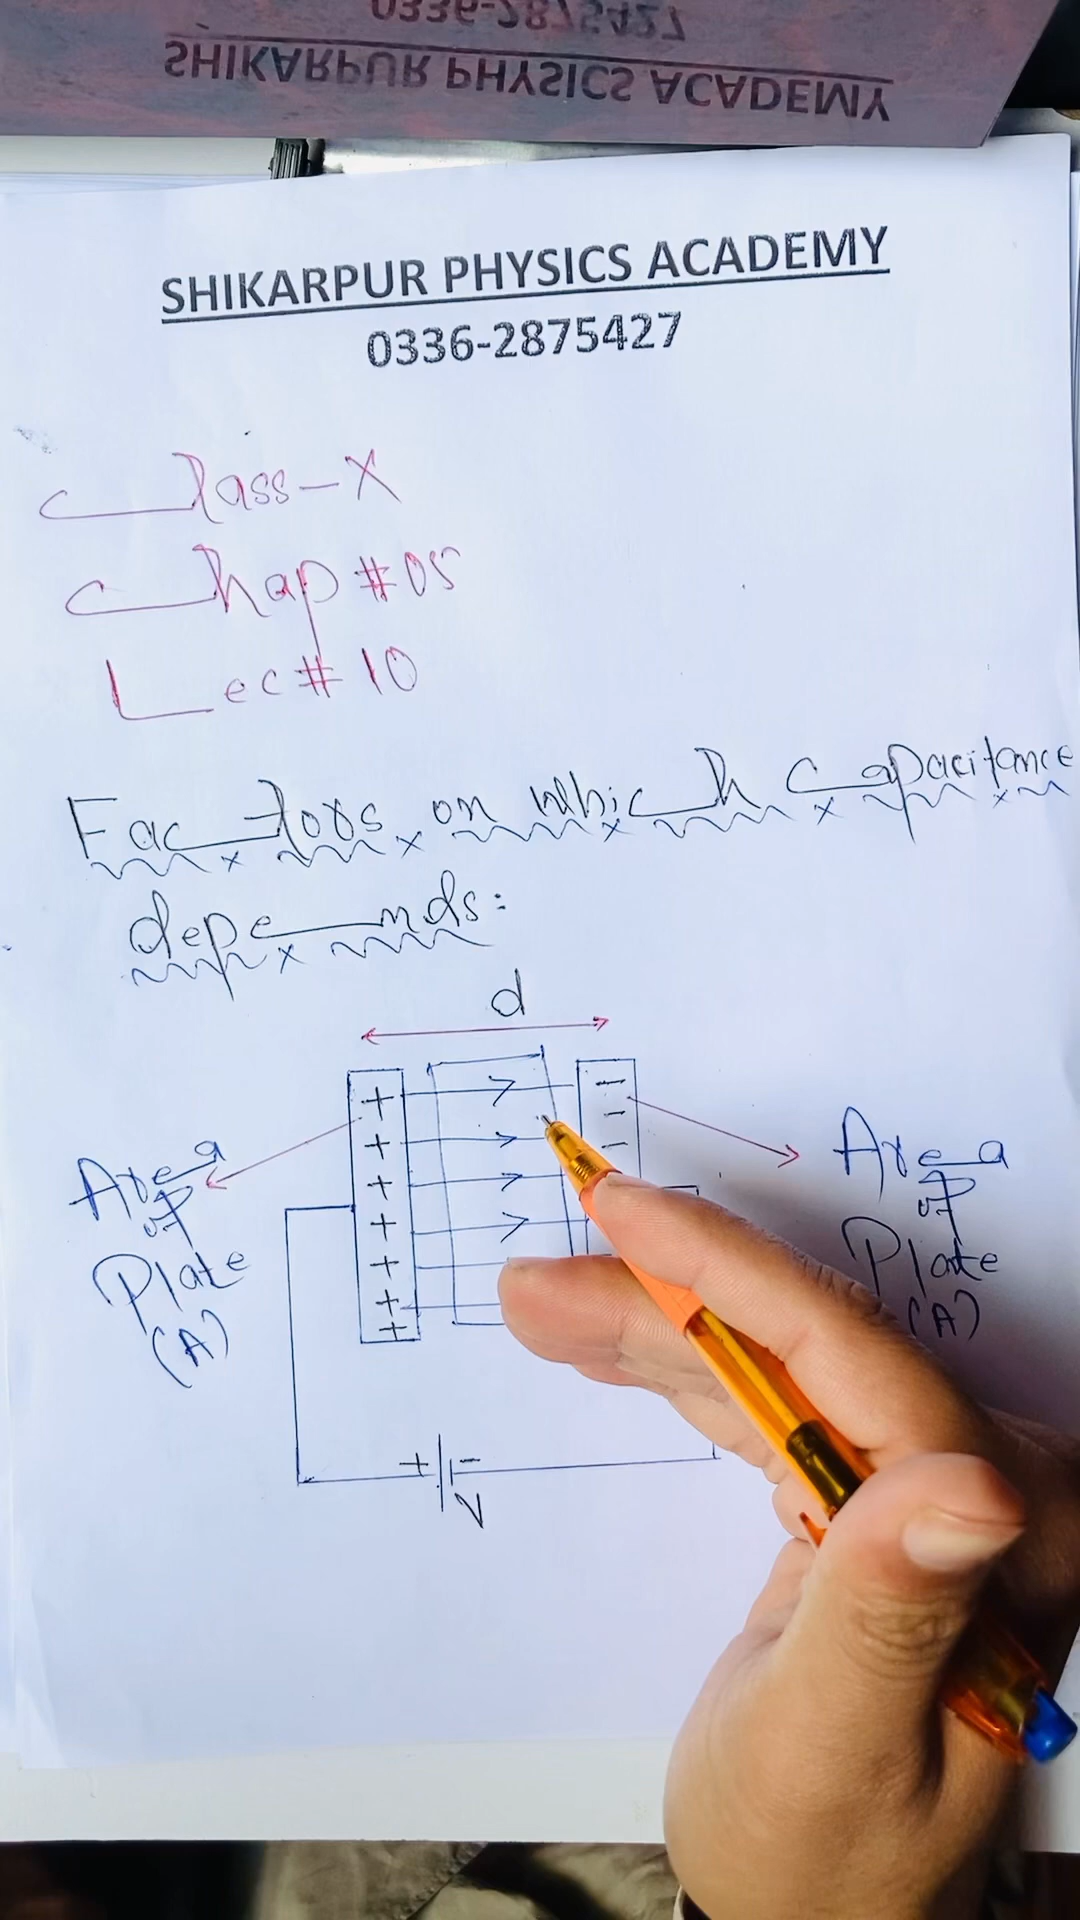 0336-2875427
SHIKARPUR PHYSICS ACADEMY
SHIKARPUR PHYSICS ACADEMY
0336-2875427
Class-X
Chap #05
Lec# 10
Factors on which Capacitance
depends:
d
+ −
+ −
+ −
+
+
+
+
Area
of
Plate
(A)
Area
of
Plate
(A)
+ −
V